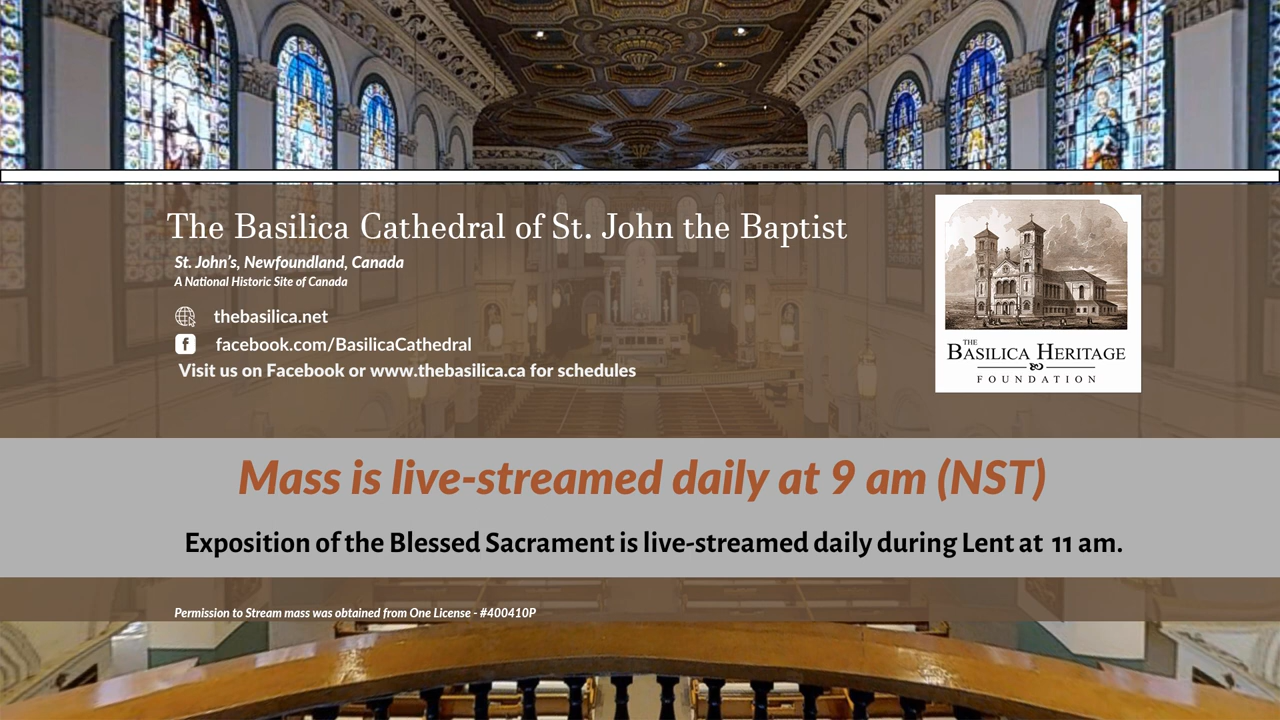 The Basilica Cathedral of St. John the Baptist
St. John's, Newfoundland, Canada
A National Historic Site of Canada
thebasilica.net
facebook.com/BasilicaCathedral
Visit us on Facebook or www.thebasilica.ca for schedules
THE
BASILICA HERITAGE
&
FOUNDATION
Mass is live-streamed daily at 9 am (NST)
Exposition of the Blessed Sacrament is live-streamed daily during Lent at 11 am.
Permission to Stream mass was obtained from One License - #400410P